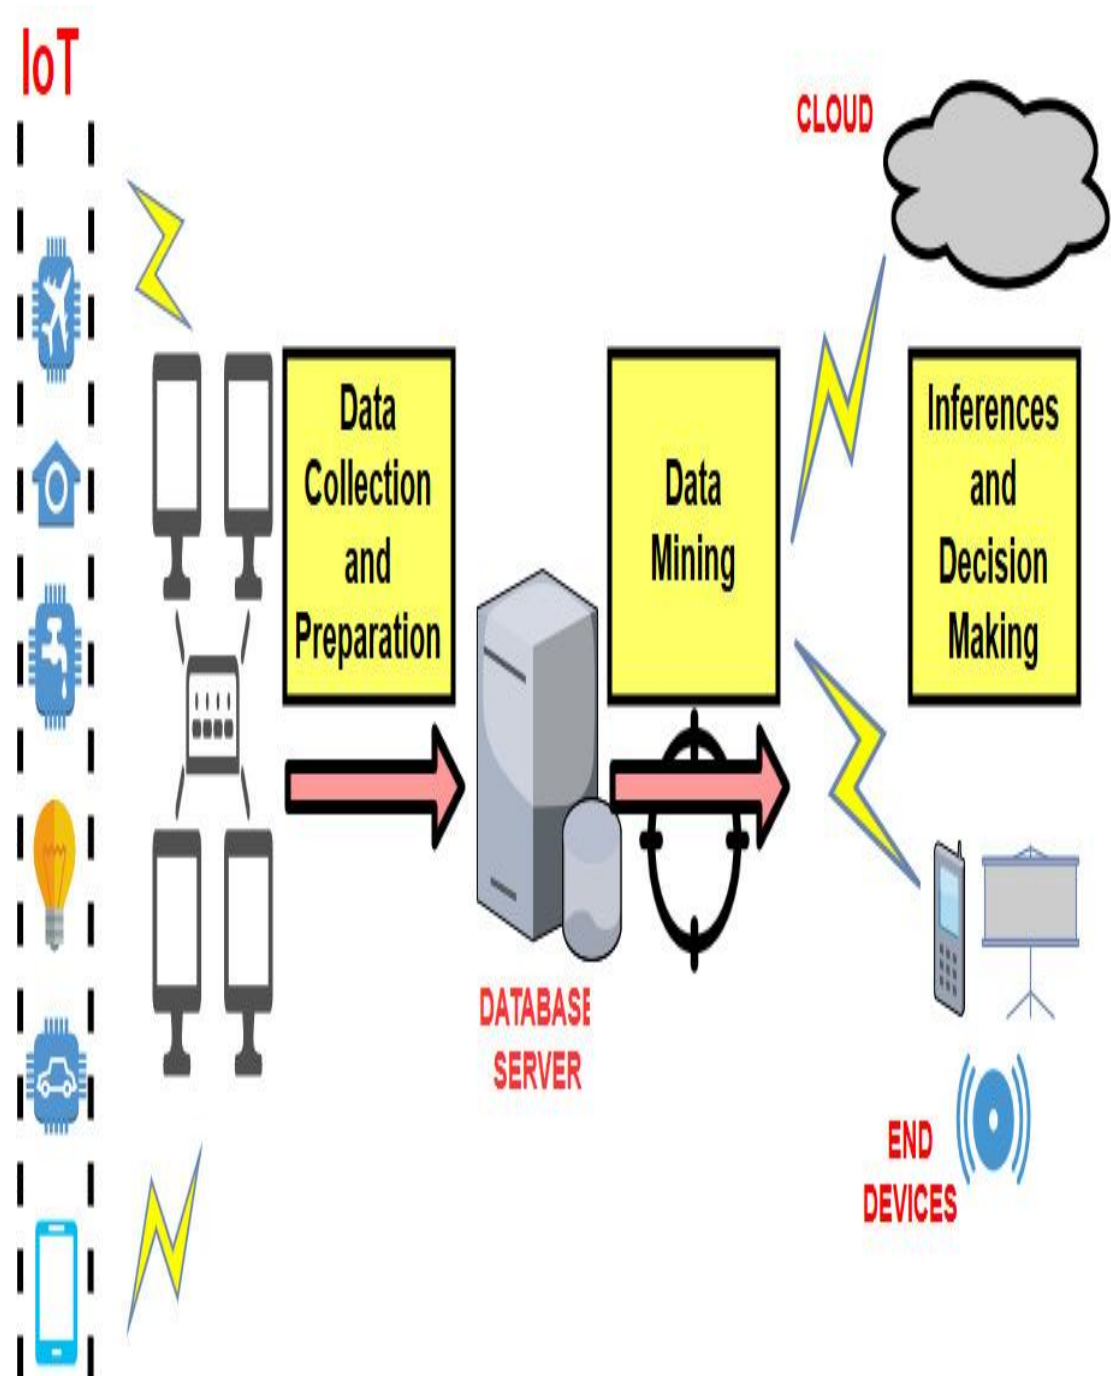 IoT
CLOUD
Data
Collection
and
Preparation
Data
Mining
Inferences
and
Decision
Making
DATABASE
SERVER
END
DEVICES